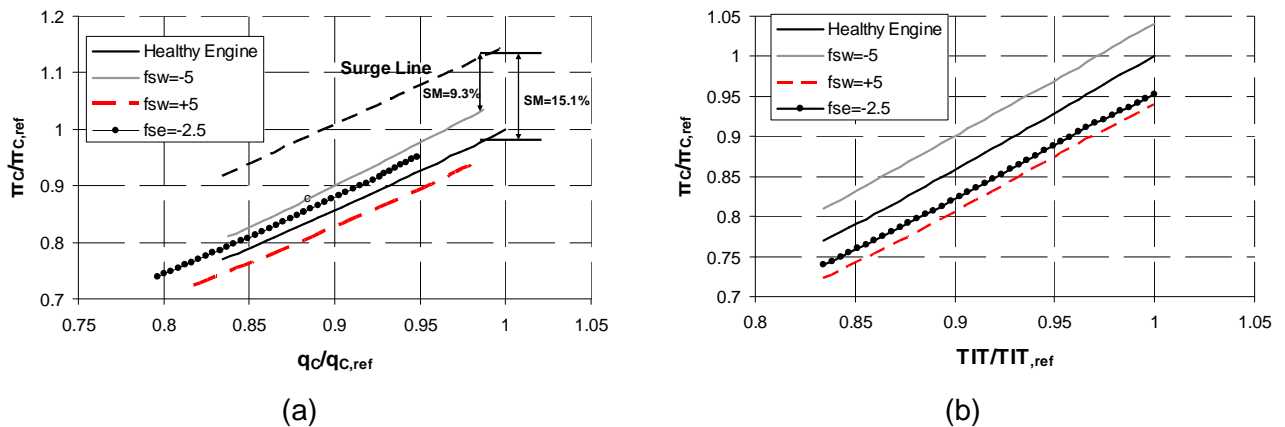 1.2
1.1
1
0.9
0.8
0.7
0.75
0.8
0.85
0.9
0.95
1
1.05
πC/πC,ref
qC/qC,ref
Healthy Engine
fsw=-5
fsw=+5
fse=-2.5
Surge Line
SM=9.3%
SM=15.1%
(a)
1.05
1
0.95
0.9
0.85
0.8
0.75
0.7
0.8
0.85
0.9
0.95
1
1.05
πC/πC,ref
TIT/TIT,ref
Healthy Engine
fsw=-5
fsw=+5
fse=-2.5
(b)